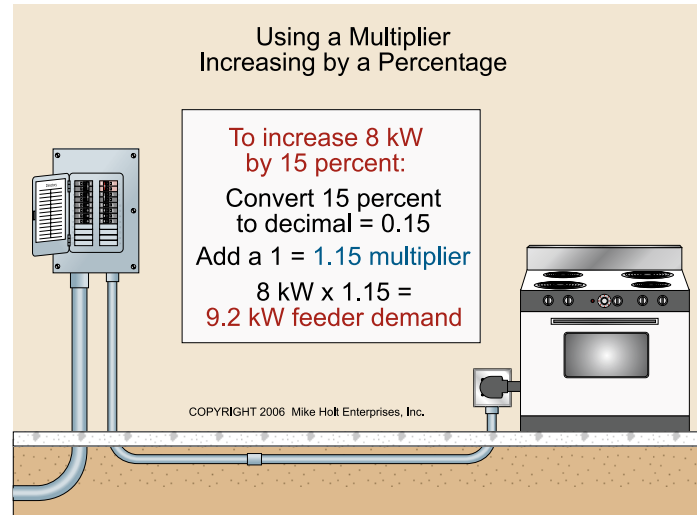 Using a Multiplier
Increasing by a Percentage
To increase 8 kW
by 15 percent:
Convert 15 percent
to decimal = 0.15
Add a 1 = 1.15 multiplier
8 kW x 1.15 =
9.2 kW feeder demand
COPYRIGHT 2006 Mike Holt Enterprises, Inc.